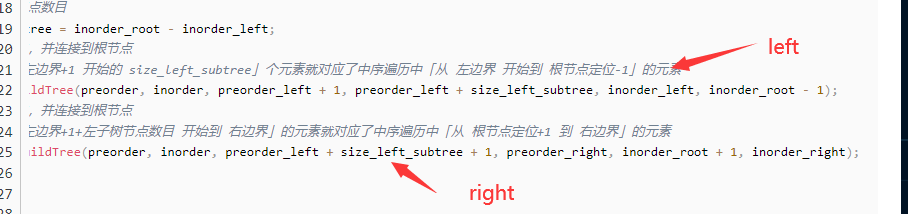 18 点数目
19 tree = inorder_root - inorder_left;
20 , 并连接到根节点
left
21 左边界+1 开始的 size_left_subtree」个元素就对应了中序遍历中「从 左边界 开始到 根节点定位-1」的元素
22 uildTree(preorder, inorder, preorder_left + 1, preorder_left + size_left_subtree, inorder_left, inorder_root - 1);
23 , 并连接到根节点
24 左边界+1+左子树节点数目 开始到 右边界」的元素就对应了中序遍历中「从 根节点定位+1 到 右边界」的元素
25 uildTree(preorder, inorder, preorder_left + size_left_subtree + 1, preorder_right, inorder_root + 1, inorder_right);
26
right
27